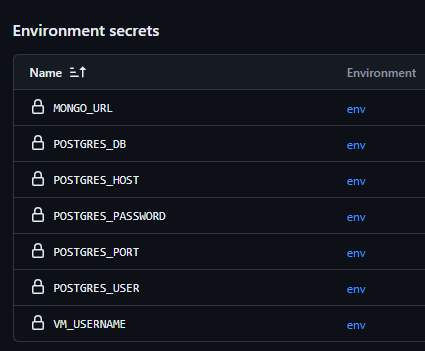 Environment secrets
Name Environment
MONGO_URL env
POSTGRES_DB env
POSTGRES_HOST env
POSTGRES_PASSWORD env
POSTGRES_PORT env
POSTGRES_USER env
VM_USERNAME env